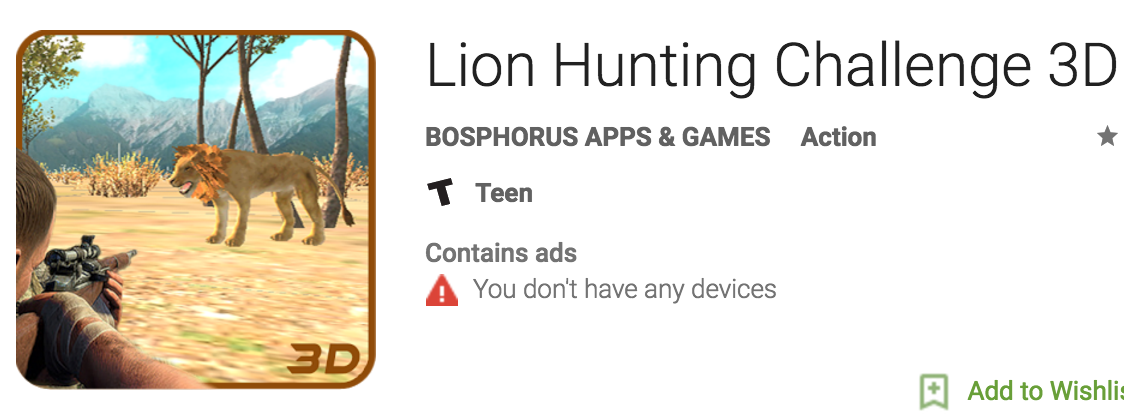 Lion Hunting Challenge 3D
BOSPHORUS APPS & GAMES Action
T Teen
Contains ads
You don't have any devices
3D
Add to Wishlis